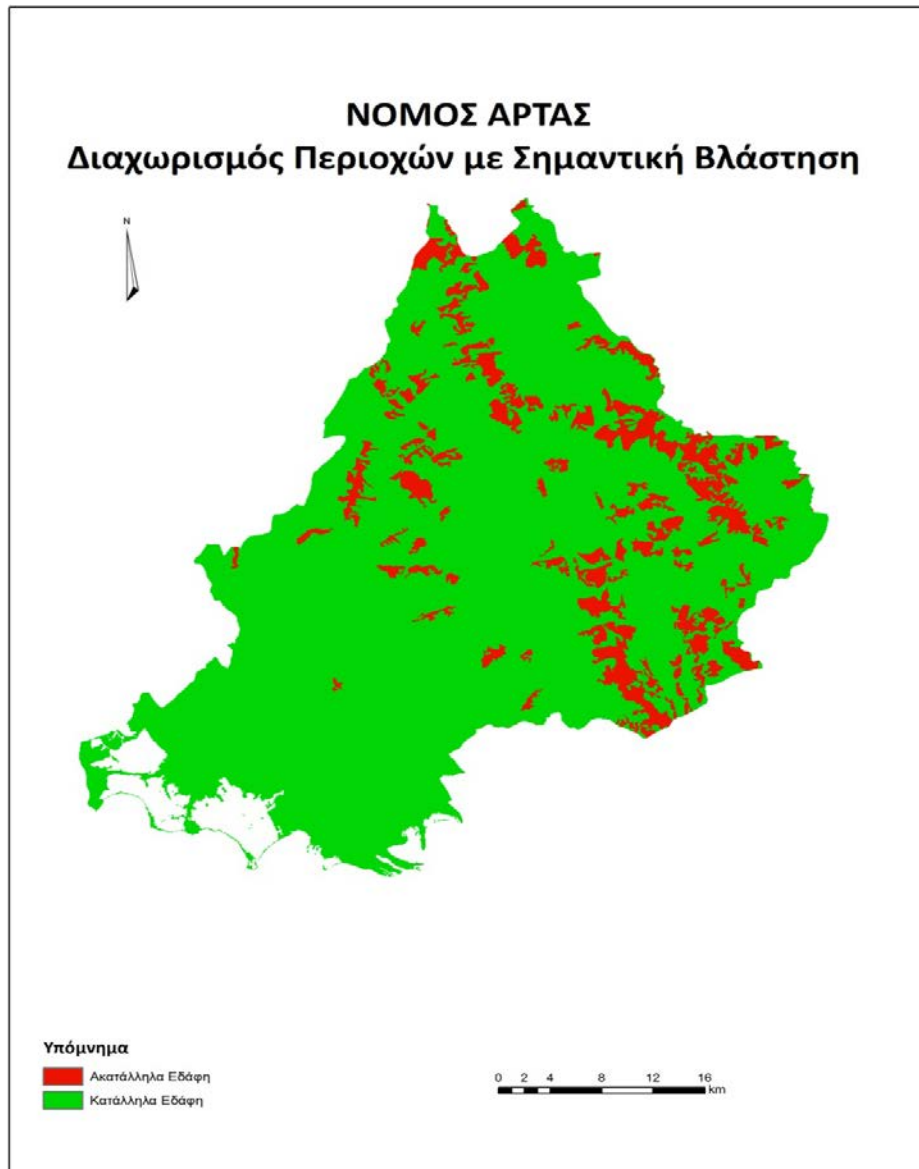 ΝΟΜΟΣ ΑΡΤΑΣ
Διαχωρισμός Περιοχών με Σημαντική Βλάστηση
N
Υπόμνημα
Ακατάλληλα Εδάφη
Κατάλληλα Εδάφη
0 2 4 8 12 16
km